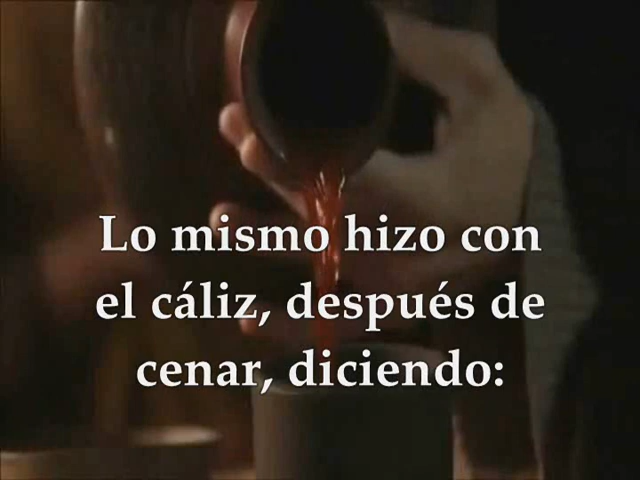 Lo mismo hizo con
el cáliz, después de
cenar, diciendo: